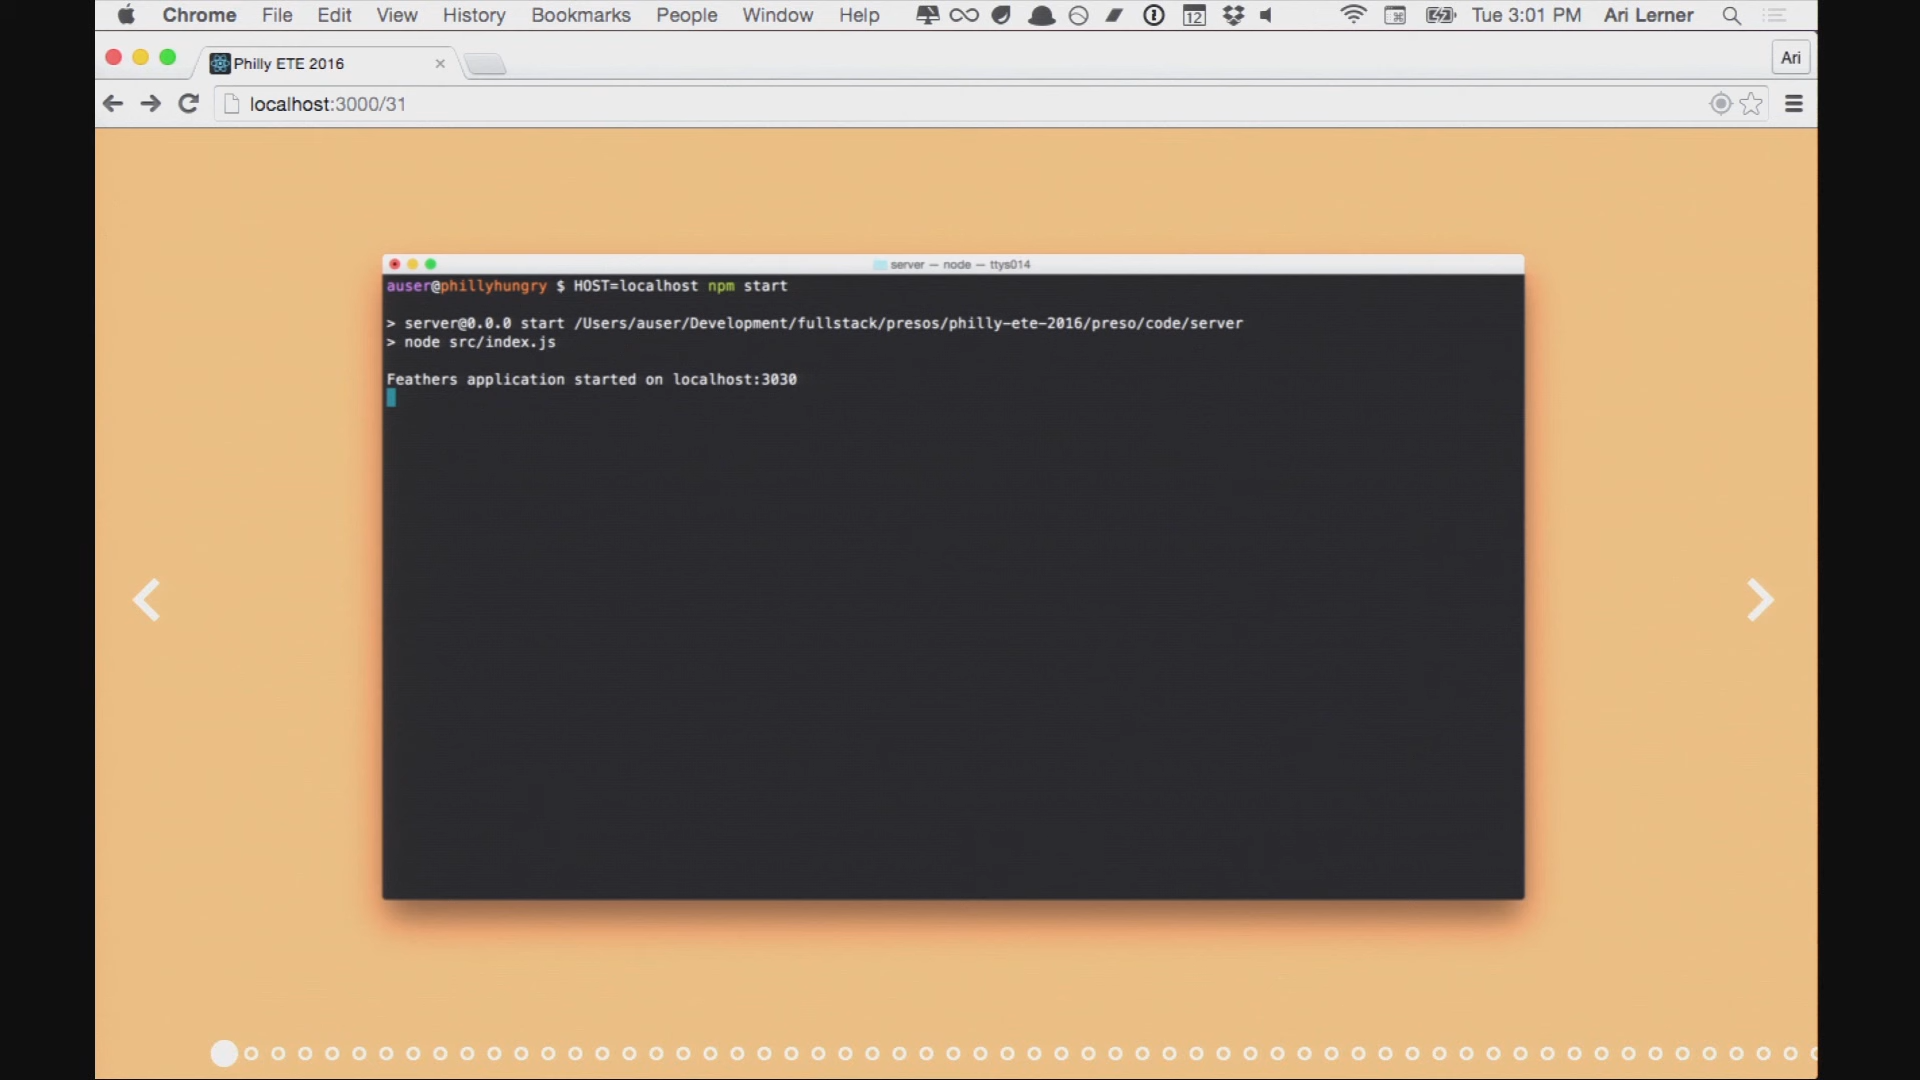 Chrome File Edit View History Bookmarks People Window Help 12 Tue 3:01 PM Ari Lerner
Philly ETE 2016
Ari
localhost:3000/31
server — node — ttys014
auser@phillyhungry $ HOST=localhost npm start
> server@0.0.0 start /Users/auser/Development/fullstack/presos/philly-ete-2016/preso/code/server
> node src/index.js
Feathers application started on localhost:3030